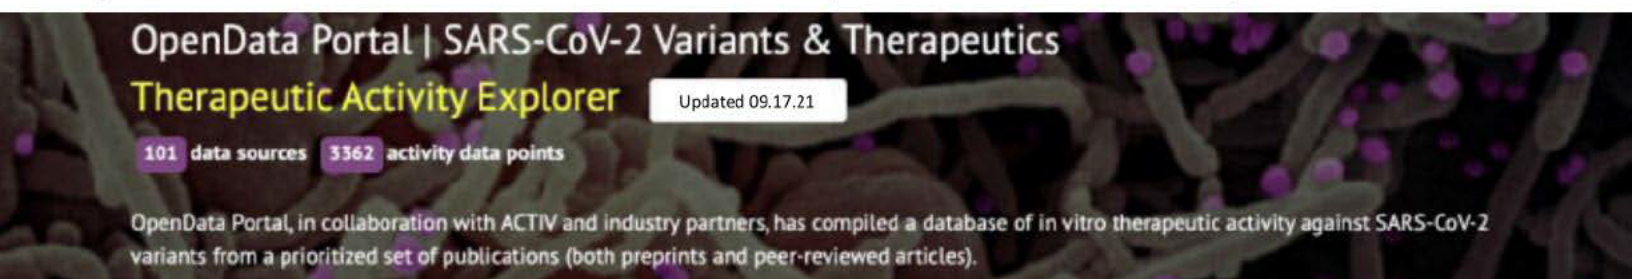 OpenData Portal | SARS-CoV-2 Variants & Therapeutics
Therapeutic Activity Explorer Updated 09.17.21
101 data sources 3362 activity data points
OpenData Portal, in collaboration with ACTIV and industry partners, has compiled a database of in vitro therapeutic activity against SARS-CoV-2
variants from a prioritized set of publications (both preprints and peer-reviewed articles).